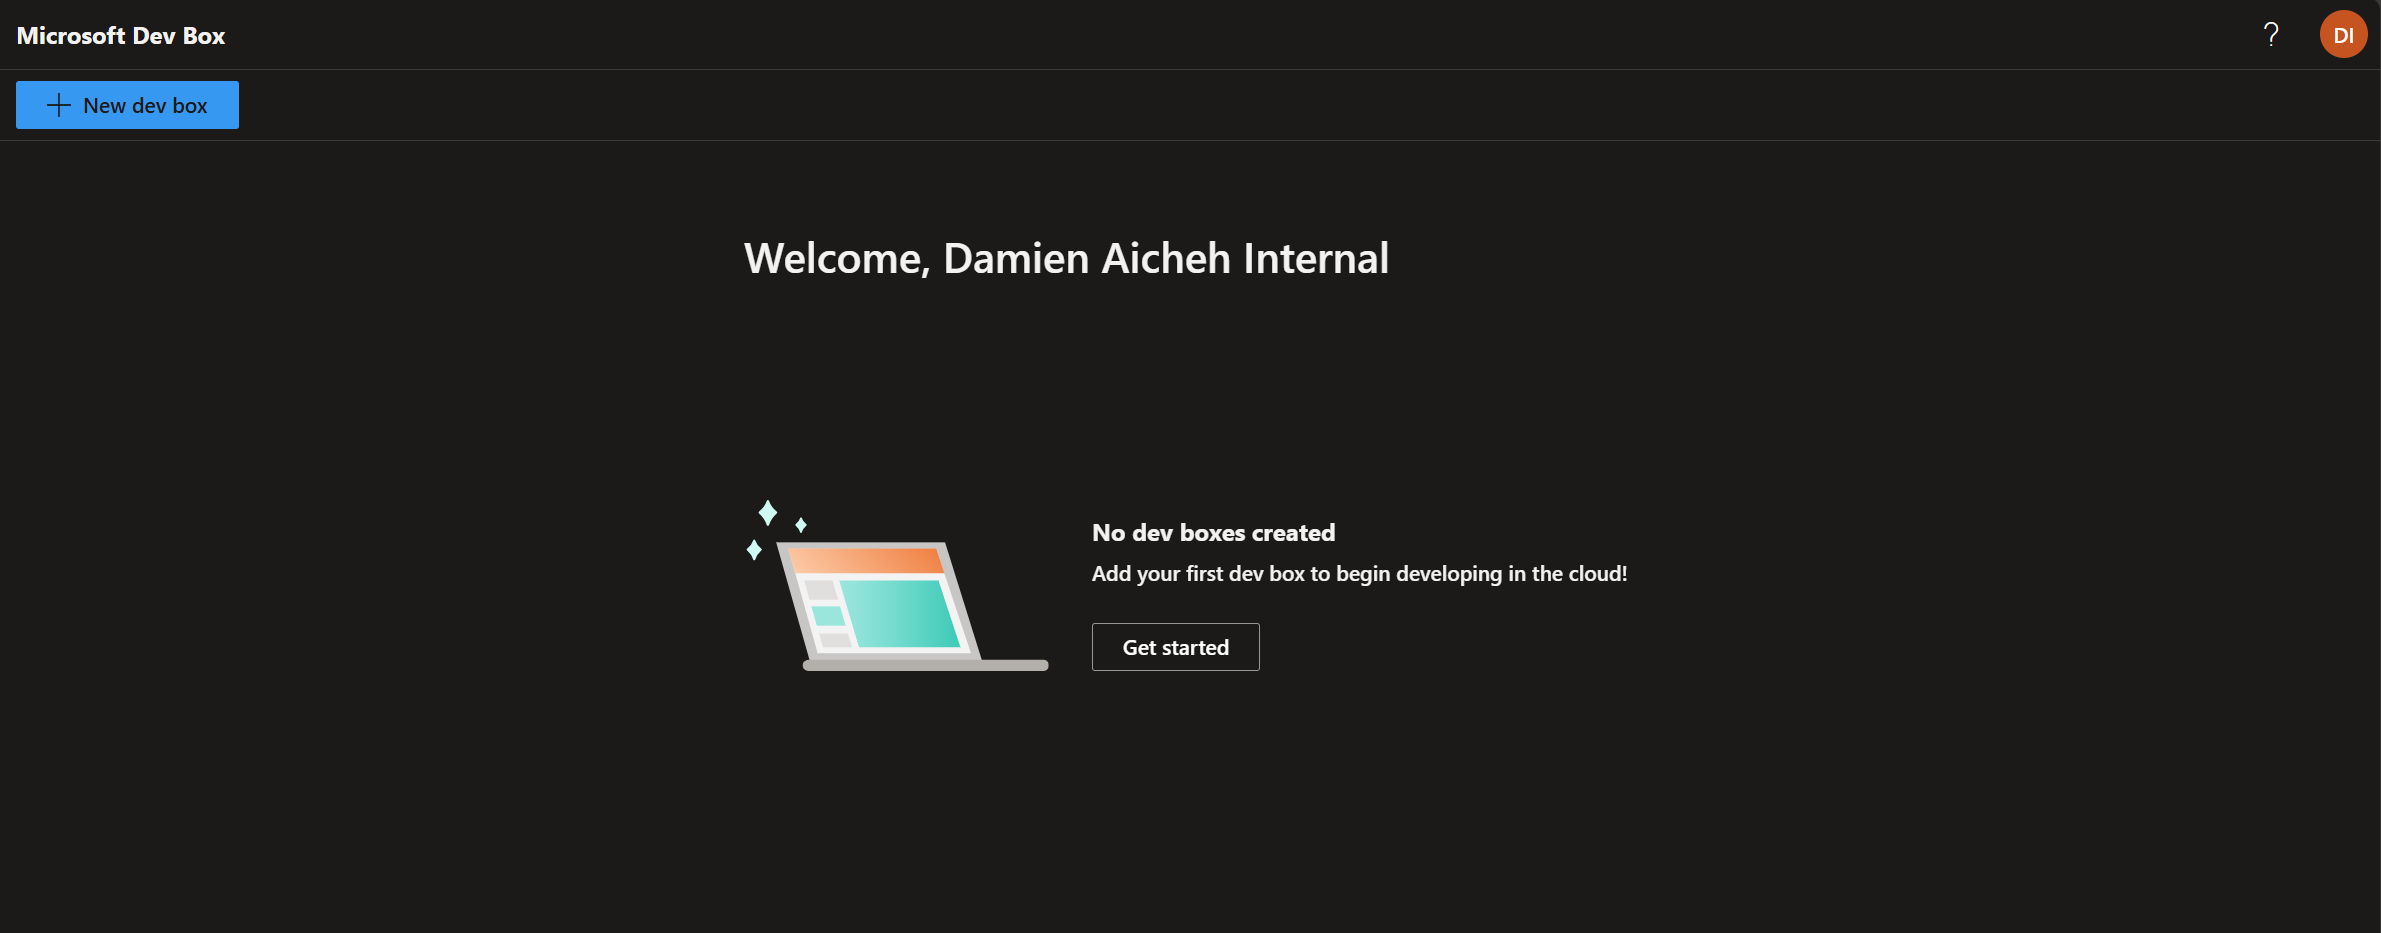 Microsoft Dev Box
?
DI
New dev box
Welcome, Damien Aicheh Internal
No dev boxes created
Add your first dev box to begin developing in the cloud!
Get started